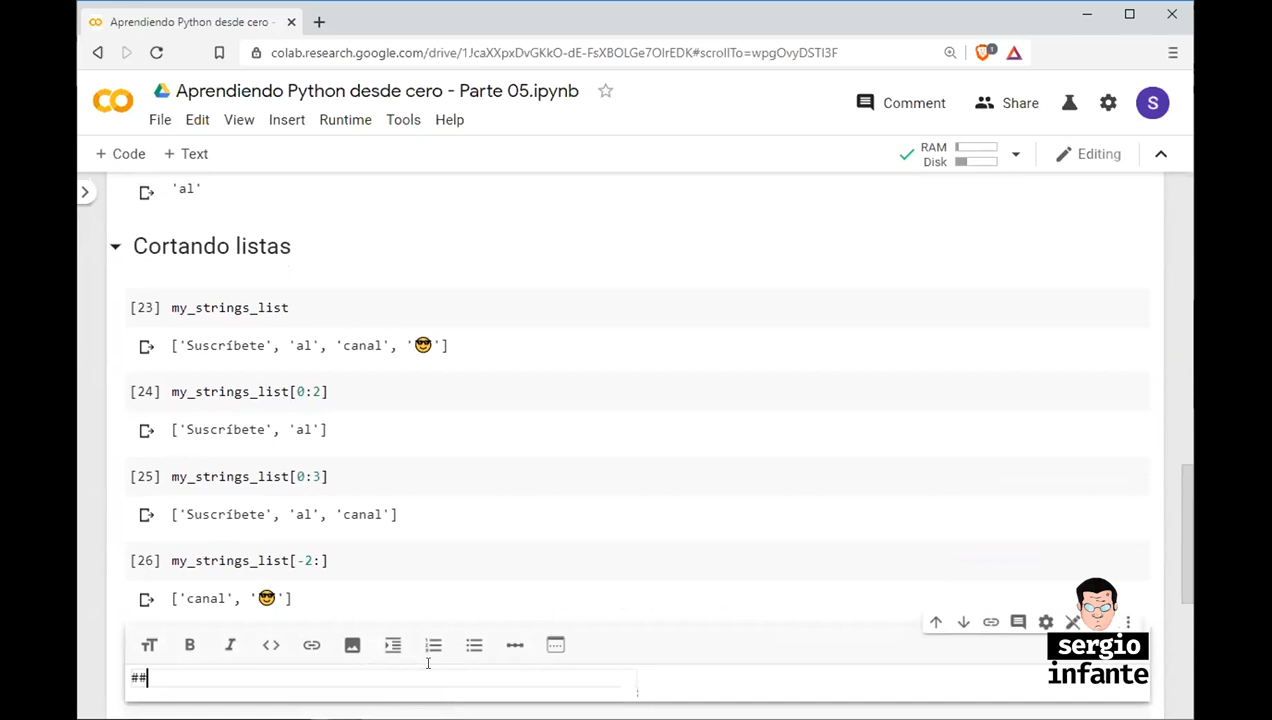 Aprendiendo Python desde cero -
colab.research.google.com/drive/1JcaXXpxDvGKkO-dE-FsXBOLGe7OlrEDK#scrollTo=wpgOvyDSTI3F
1
CO
Aprendiendo Python desde cero - Parte 05.ipynb
Comment
Share
S
File Edit View Insert Runtime Tools Help
+ Code + Text
RAM
Disk
Editing
'al'
Cortando listas
[23] my_strings_list
['Suscríbete', 'al', 'canal', '😎']
[24] my_strings_list[0:2]
['Suscríbete', 'al']
[25] my_strings_list[0:3]
['Suscríbete', 'al', 'canal']
[26] my_strings_list[-2:]
['canal', '😎']
##
sergio
infante